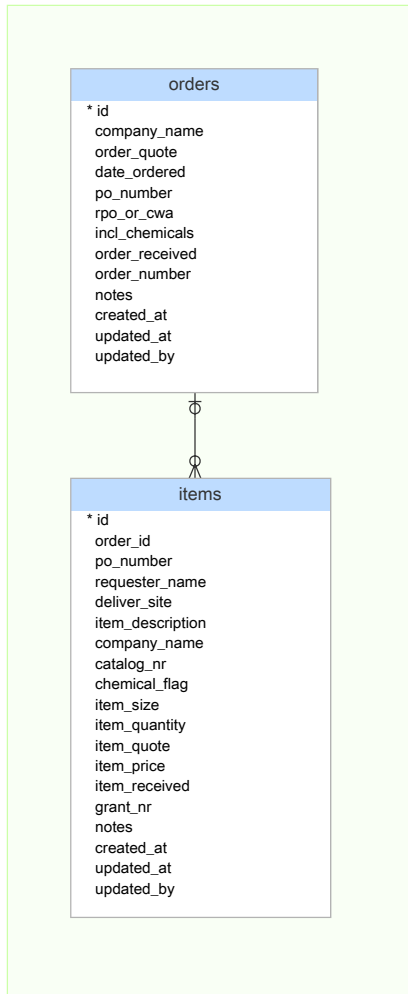 orders
* id
company_name
order_quote
date_ordered
po_number
rpo_or_cwa
incl_chemicals
order_received
order_number
notes
created_at
updated_at
updated_by
items
* id
order_id
po_number
requester_name
deliver_site
item_description
company_name
catalog_nr
chemical_flag
item_size
item_quantity
item_quote
item_price
item_received
grant_nr
notes
created_at
updated_at
updated_by